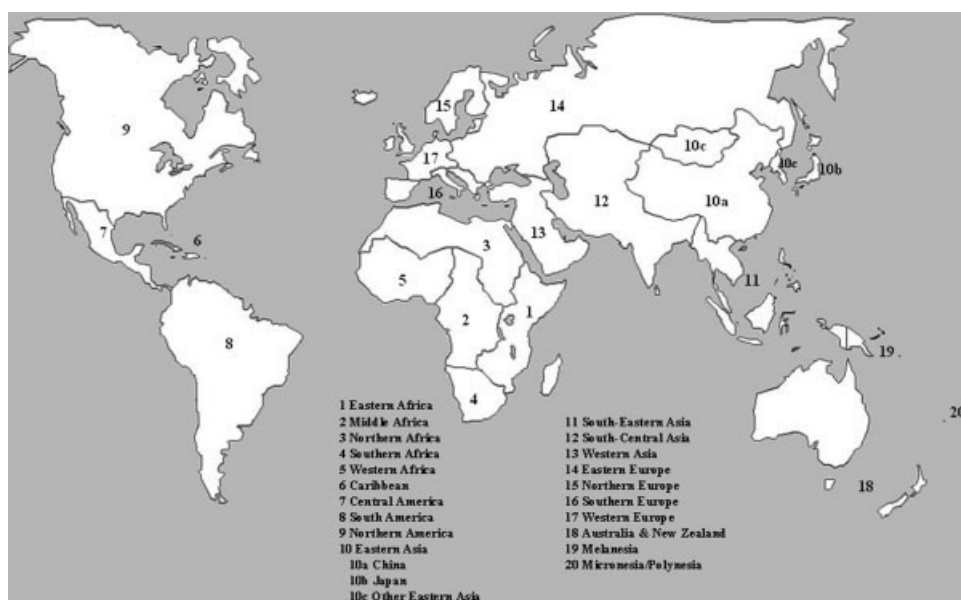 15
14
9
10c
17
10c
10b
16
12
10a
7
6
3
13
5
11
1
2
8
19
4
20
18
1 Eastern Africa
2 Middle Africa
3 Northern Africa
4 Southern Africa
5 Western Africa
6 Caribbean
7 Central America
8 South America
9 Northern America
10 Eastern Asia
10a China
10b Japan
10c Other Eastern Asia
11 South-Eastern Asia
12 South-Central Asia
13 Western Asia
14 Eastern Europe
15 Northern Europe
16 Southern Europe
17 Western Europe
18 Australia & New Zealand
19 Melanesia
20 Micronesia/Polynesia